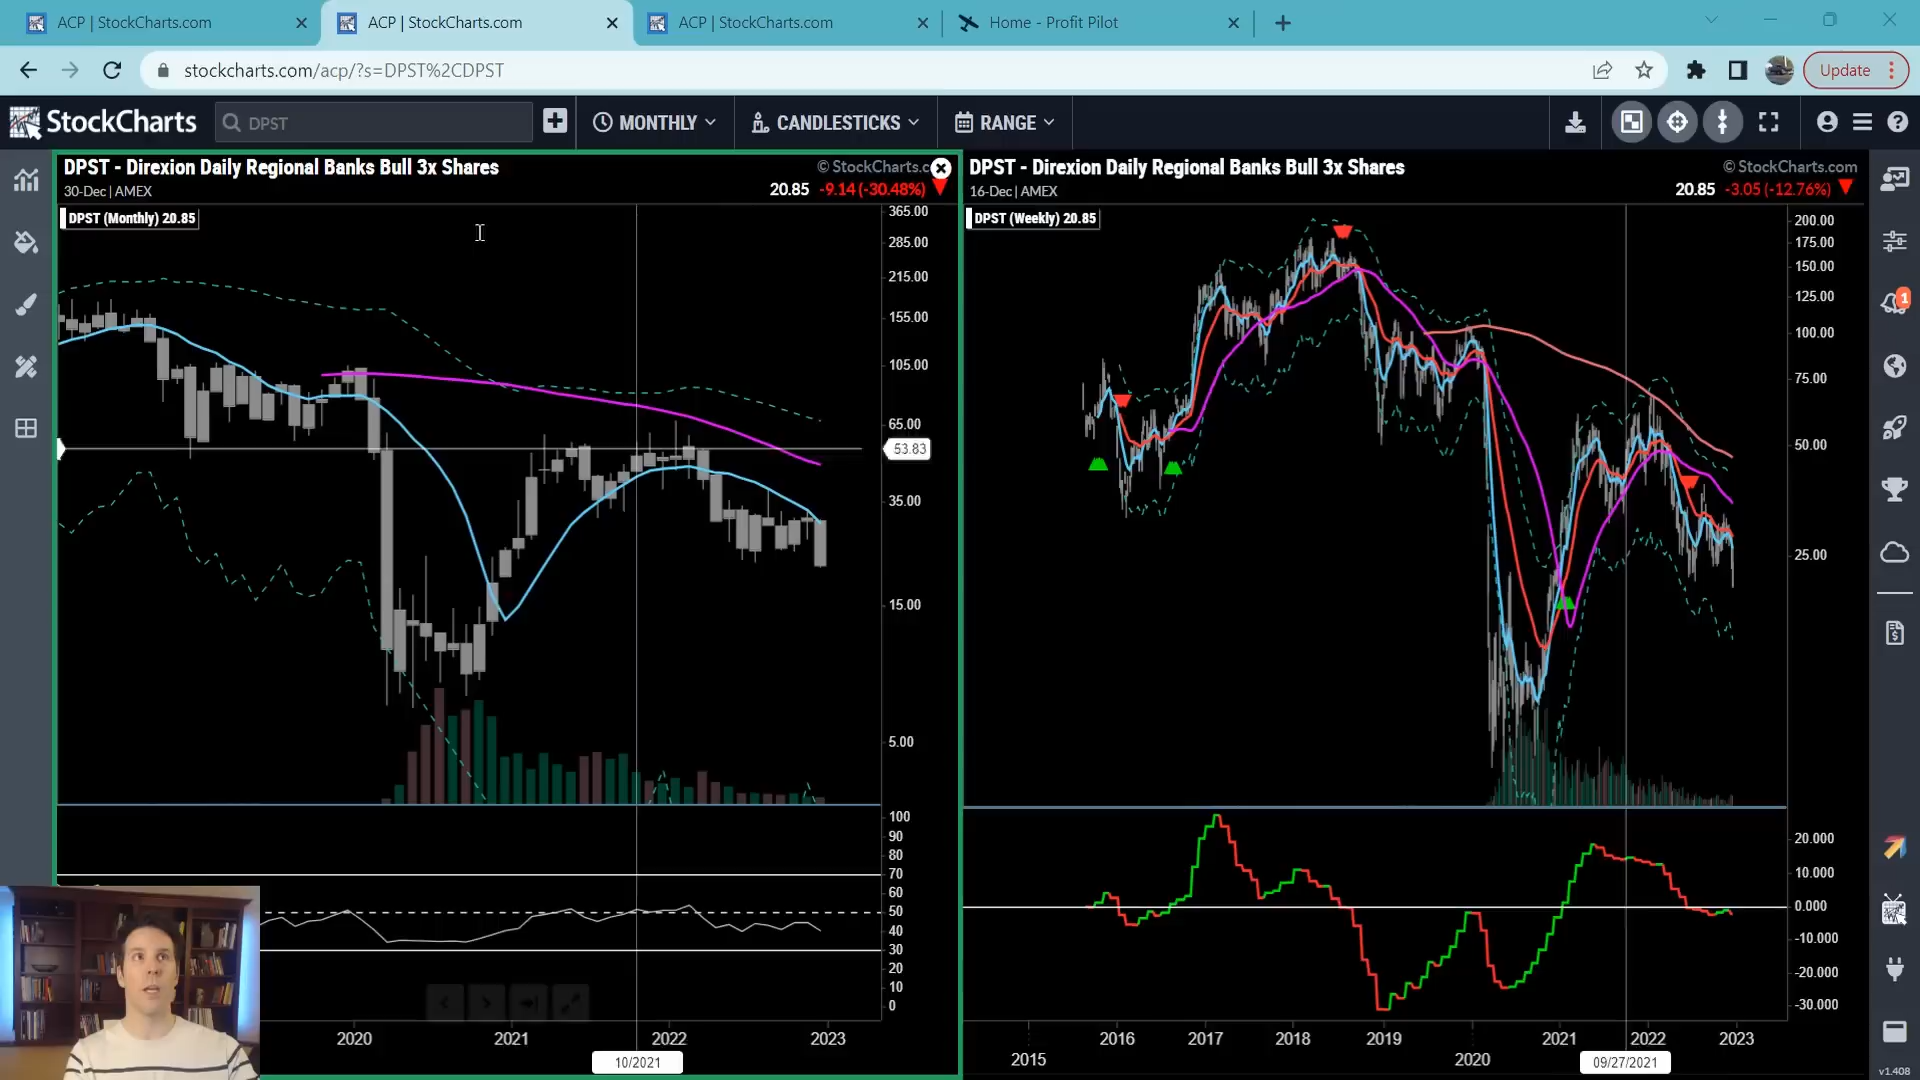 ACP | StockCharts.com
ACP | StockCharts.com
ACP | StockCharts.com
Home - Profit Pilot
stockcharts.com/acp/?s=DPST%2CDPST
Update
StockCharts
DPST
MONTHLY
CANDLESTICKS
RANGE
DPST - Direxion Daily Regional Banks Bull 3x Shares
© StockCharts.c
30-Dec | AMEX
20.85 -9.14 (-30.48%)
DPST (Monthly) 20.85
365.00
285.00
215.00
155.00
105.00
65.00
53.83
35.00
15.00
5.00
100
90
80
70
60
50
40
30
20
10
0
2020
2021
2022
2023
10/2021
DPST - Direxion Daily Regional Banks Bull 3x Shares
© StockCharts.com
16-Dec | AMEX
20.85 -3.05 (-12.76%)
DPST (Weekly) 20.85
200.00
175.00
150.00
125.00
100.00
75.00
50.00
25.00
20.000
10.000
0.000
-10.000
-20.000
-30.000
2015
2016
2017
2018
2019
2020
2021
2022
2023
09/27/2021
1
v1.408